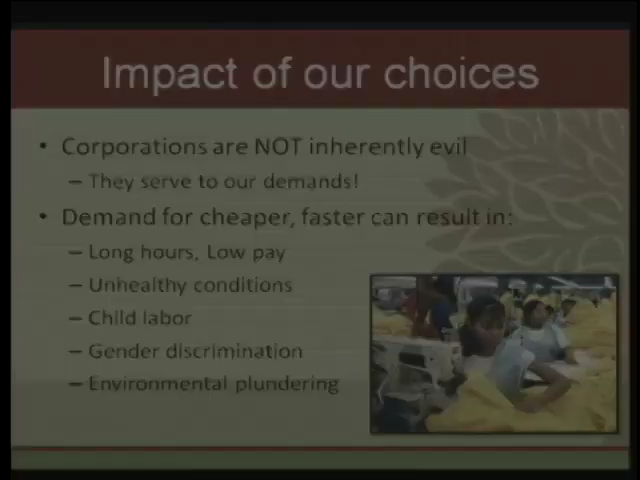 Impact of our choices
• Corporations are NOT inherently evil
– They serve to our demands!
• Demand for cheaper, faster can result in:
– Long hours, Low pay
– Unhealthy conditions
– Child labor
– Gender discrimination
– Environmental plundering